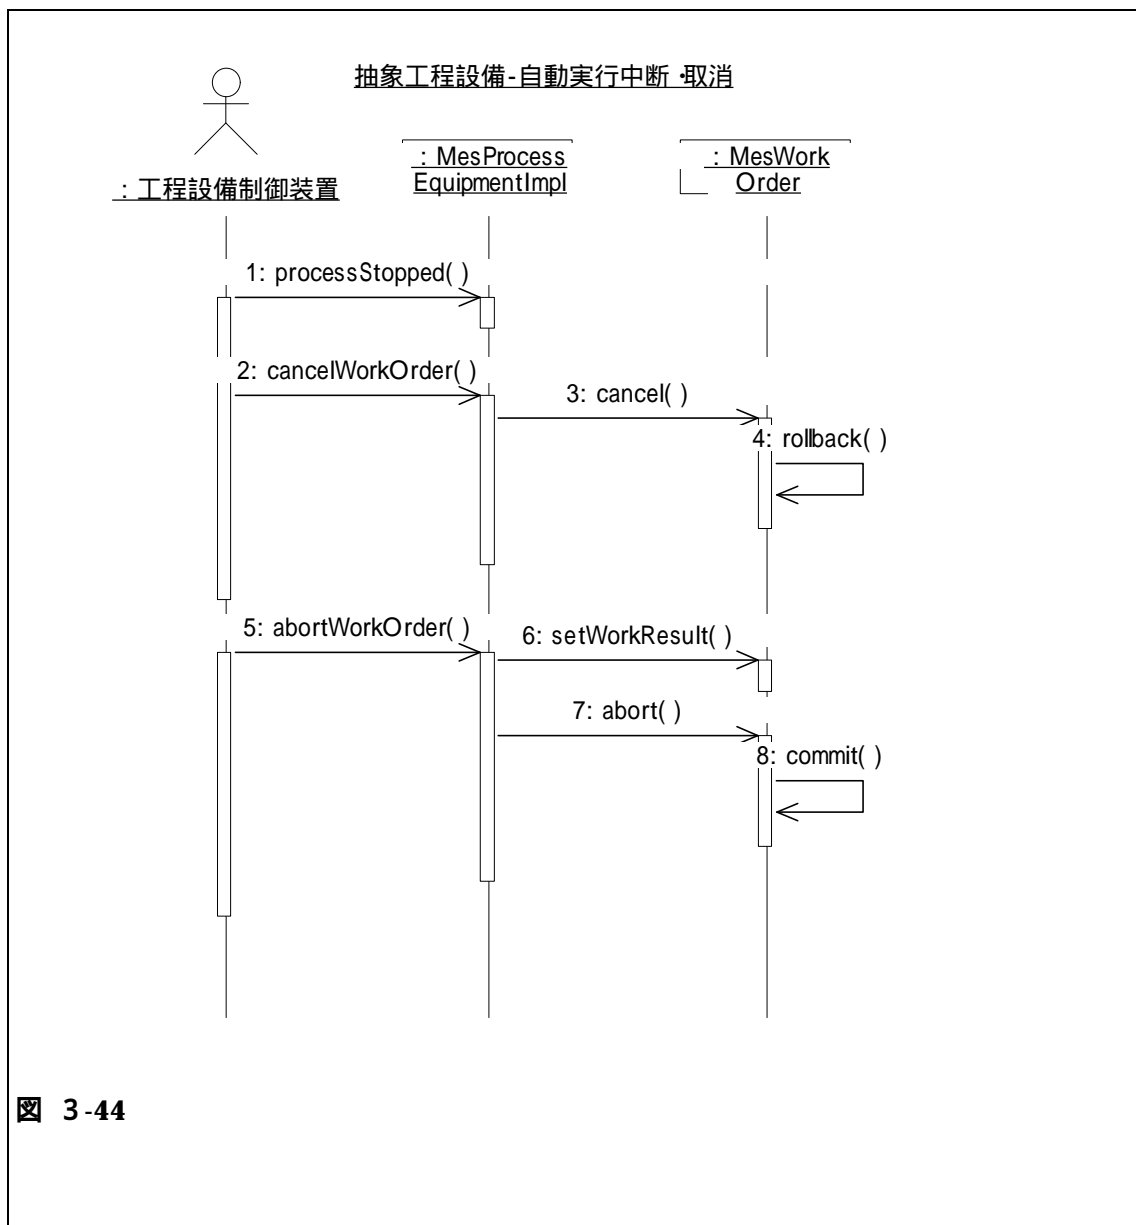 抽象工程設備-自動実行中断・取消
: 工程設備制御装置
: MesProcess
EquipmentImpl
: MesWork
Order
1: processStopped( )
2: cancelWorkOrder( )
3: cancel( )
4: rollback( )
5: abortWorkOrder( )
6: setWorkResult( )
7: abort( )
8: commit( )
図 3-44